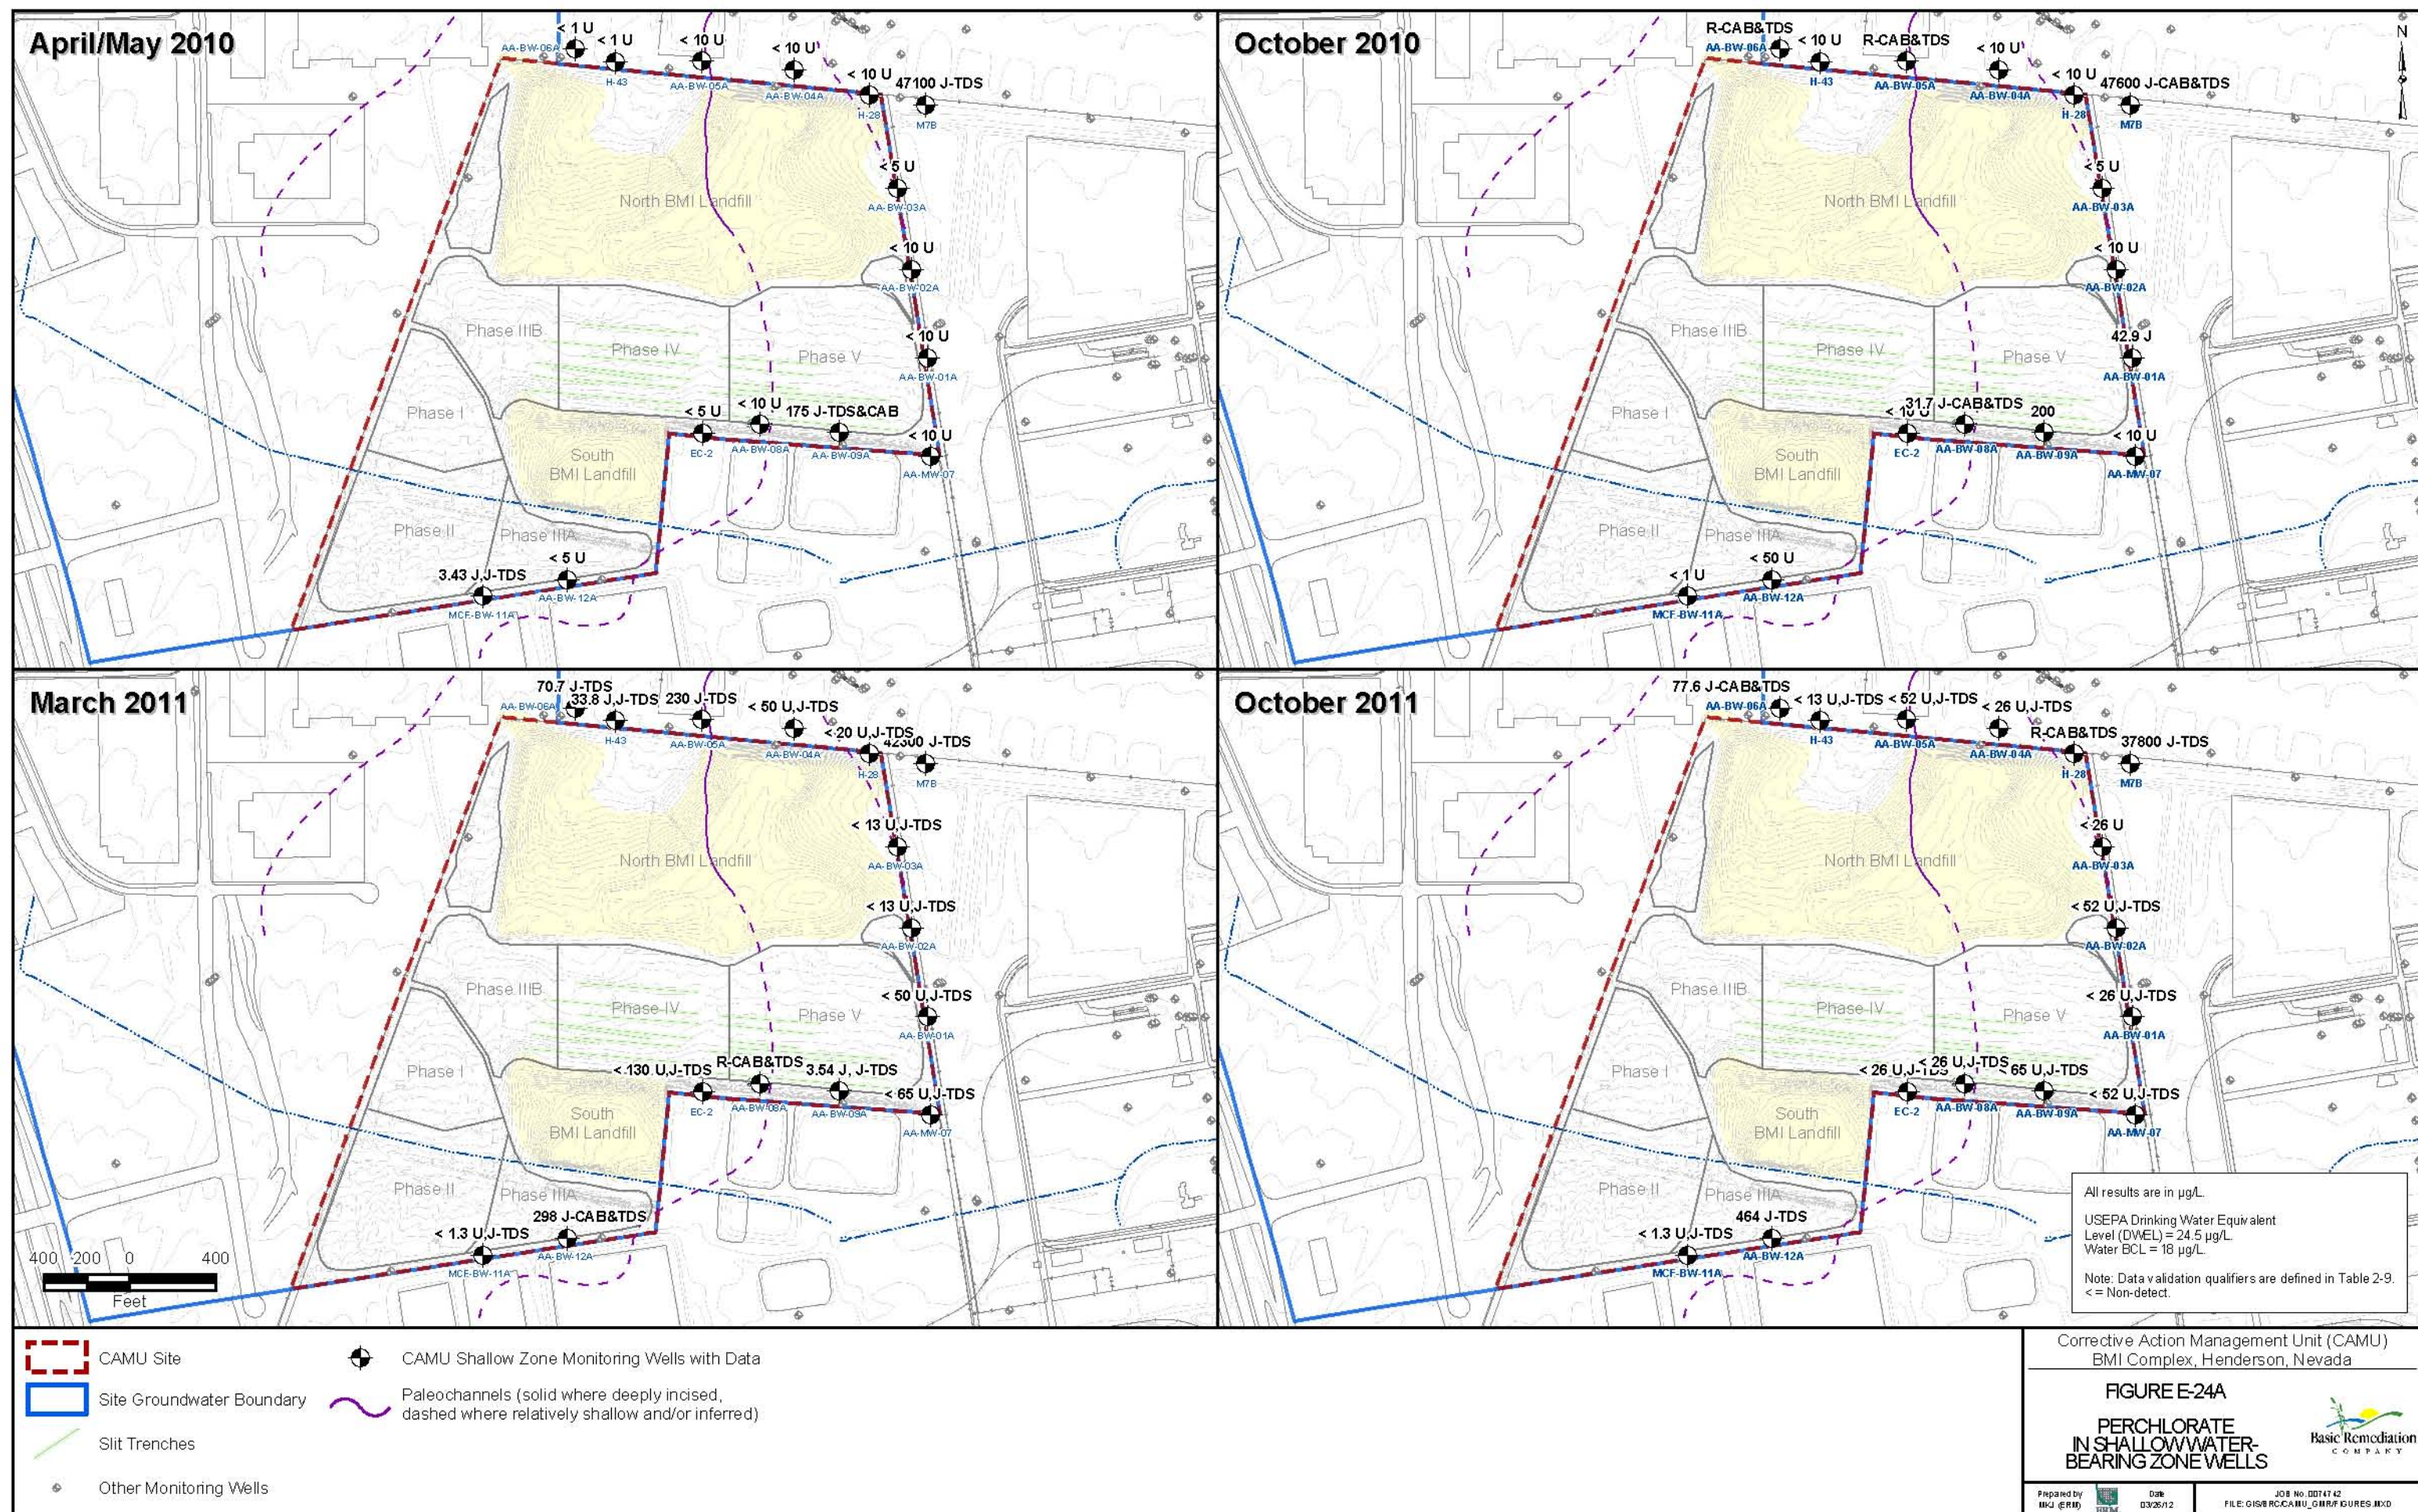 April/May 2010
< 1 U
AA-BW-06A
< 1 U
H-43
< 10 U
AA-BW-05A
< 10 U
AA-BW-04A
< 10 U
H-28
47100 J-TDS
M7B
North BMI Landfill
< 5 U
AA-BW-03A
< 10 U
AA-BW-02A
< 10 U
AA-BW-01A
Phase IIIB
Phase IV
Phase V
Phase I
< 5 U
EC-2
< 10 U
AA-BW-08A
175 J-TDS&CAB
AA-BW-09A
< 10 U
AA-MW-07
South
BMI Landfill
Phase II
Phase IIIA
3.43 J,J-TDS
MCF-BW-11A
< 5 U
AA-BW-12A
October 2010
N
R-CAB&TDS
AA-BW-06A
< 10 U
H-43
R-CAB&TDS
AA-BW-05A
< 10 U
AA-BW-04A
< 10 U
H-28
47600 J-CAB&TDS
M7B
North BMI Landfill
< 5 U
AA-BW-03A
< 10 U
AA-BW-02A
42.9 J
AA-BW-01A
Phase IIIB
Phase IV
Phase V
Phase I
< 10 U
EC-2
31.7 J-CAB&TDS
AA-BW-08A
200
AA-BW-09A
< 10 U
AA-MW-07
South
BMI Landfill
Phase II
Phase IIIA
< 1 U
MCF-BW-11A
< 50 U
AA-BW-12A
March 2011
70.7 J-TDS
AA-BW-06A
33.8 J,J-TDS
H-43
230 J-TDS
AA-BW-05A
< 50 U,J-TDS
AA-BW-04A
< 20 U,J-TDS
H-28
42300 J-TDS
M7B
North BMI Landfill
< 13 U,J-TDS
AA-BW-03A
< 13 U,J-TDS
AA-BW-02A
< 50 U,J-TDS
AA-BW-01A
Phase IIIB
Phase IV
Phase V
Phase I
< 130 U,J-TDS
EC-2
R-CAB&TDS
AA-BW-08A
3.54 J, J-TDS
AA-BW-09A
< 65 U,J-TDS
AA-MW-07
South
BMI Landfill
Phase II
Phase IIIA
< 1.3 U,J-TDS
MCF-BW-11A
298 J-CAB&TDS
AA-BW-12A
400 200 0 400
Feet
October 2011
77.6 J-CAB&TDS
AA-BW-06A
< 13 U,J-TDS
H-43
< 52 U,J-TDS
AA-BW-05A
< 26 U,J-TDS
AA-BW-04A
R-CAB&TDS
H-28
37800 J-TDS
M7B
North BMI Landfill
< 26 U
AA-BW-03A
< 52 U,J-TDS
AA-BW-02A
< 26 U,J-TDS
AA-BW-01A
Phase IIIB
Phase IV
Phase V
Phase I
< 26 U,J-TDS
EC-2
< 26 U,J-TDS
AA-BW-08A
65 U,J-TDS
AA-BW-09A
< 52 U,J-TDS
AA-MW-07
South
BMI Landfill
Phase II
Phase IIIA
< 1.3 U,J-TDS
MCF-BW-11A
464 J-TDS
AA-BW-12A
All results are in µg/L.
USEPA Drinking Water Equivalent
Level (DWEL) = 24.5 µg/L.
Water BCL = 18 µg/L.
Note: Data validation qualifiers are defined in Table 2-9.
< = Non-detect.
CAMU Site
Site Groundwater Boundary
Slit Trenches
Other Monitoring Wells
CAMU Shallow Zone Monitoring Wells with Data
Paleochannels (solid where deeply incised,
dashed where relatively shallow and/or inferred)
Corrective Action Management Unit (CAMU)
BMI Complex, Henderson, Nevada
FIGURE E-24A
PERCHLORATE
IN SHALLOW WATER-
BEARING ZONE WELLS
Basic Remediation
COMPANY
Prepared by
MKJ (ERM)
ERM
Date
03/26/12
JOB No. 0074742
FILE: GIS/BRC/CAMU_GMR/FIGURES.MXD